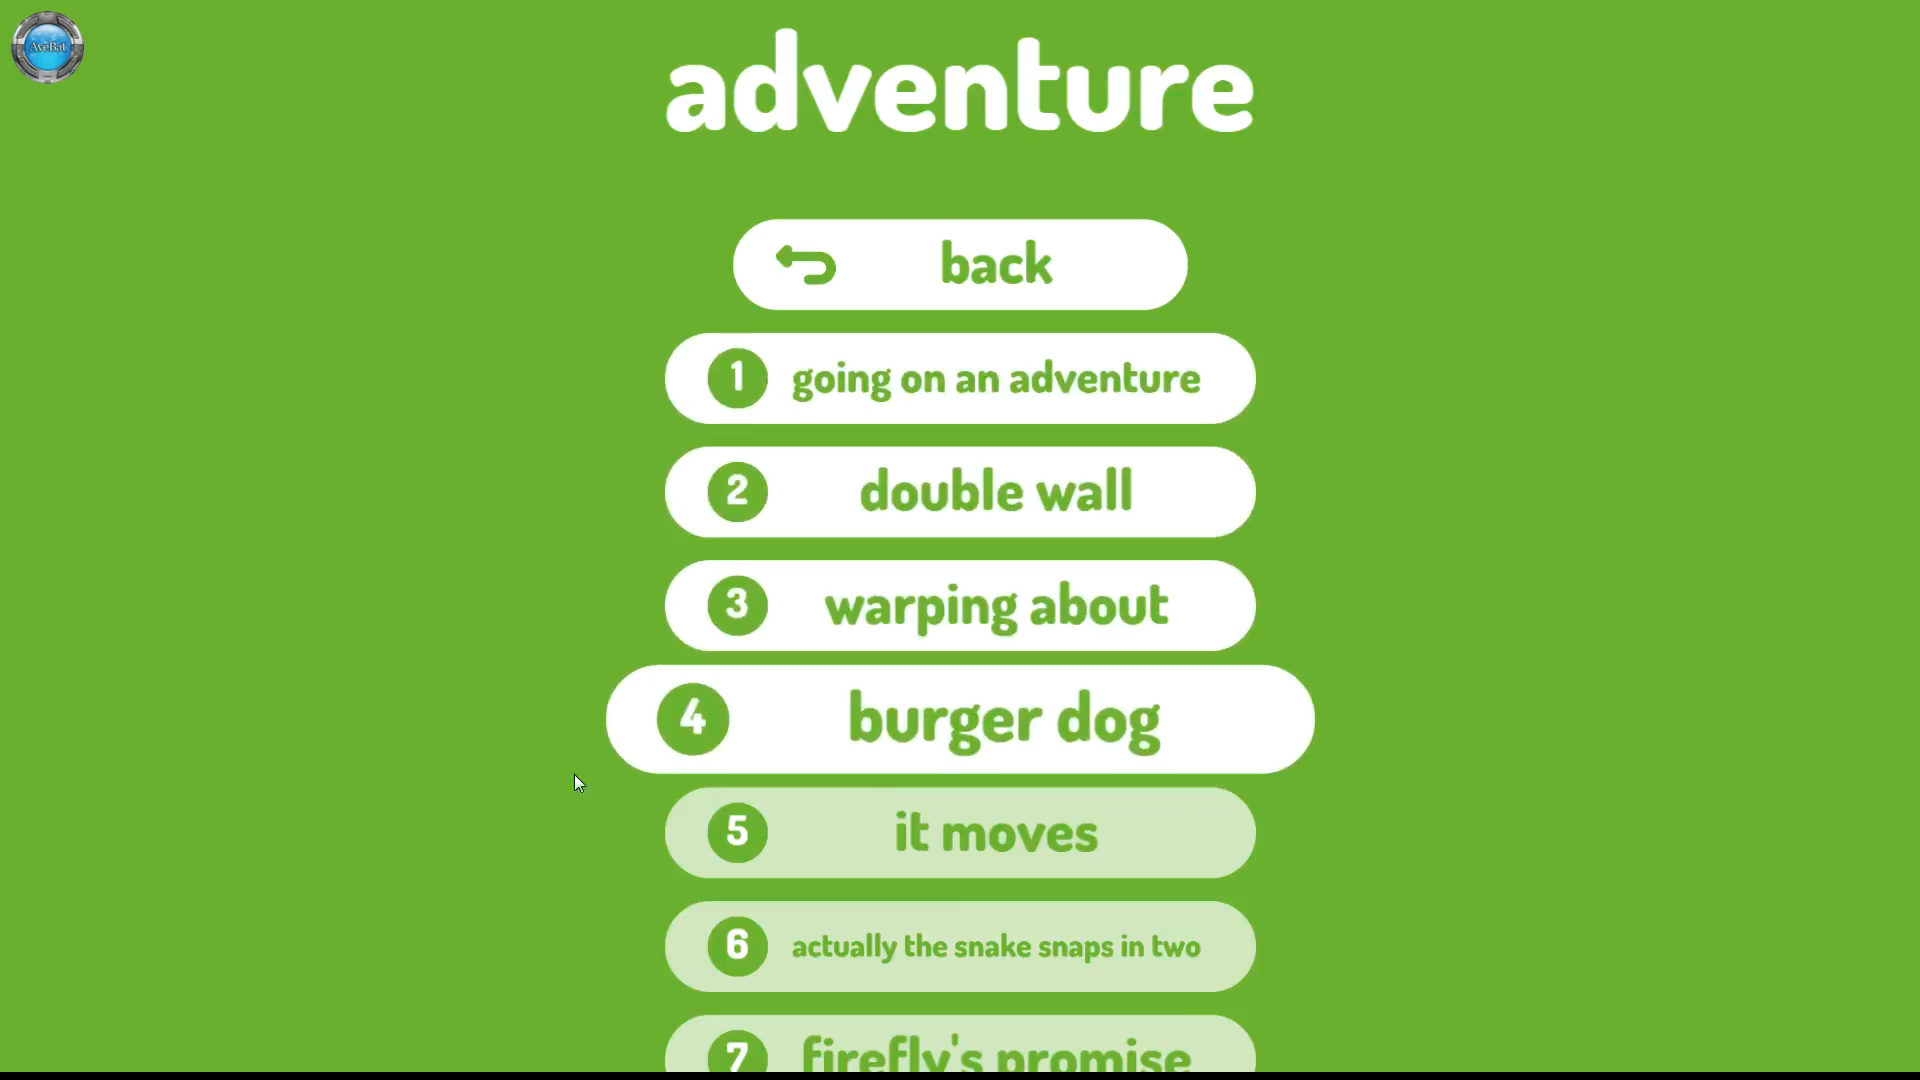 AveBat
adventure
back
1 going on an adventure
2 double wall
3 warping about
4 burger dog
5 it moves
6 actually the snake snaps in two
7 firefly's promise